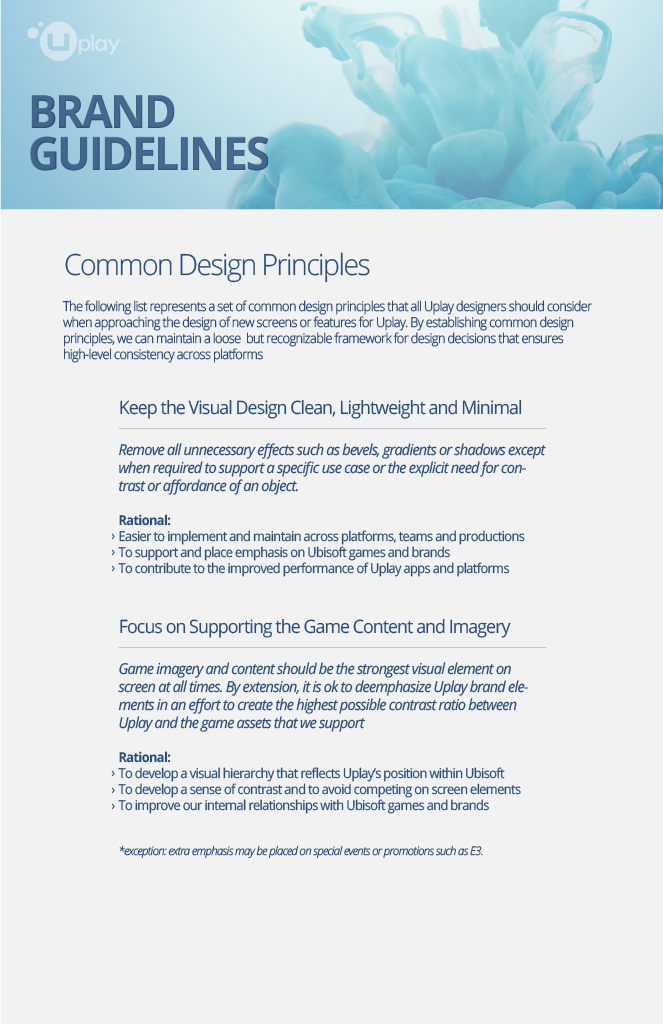 Uplay
BRAND
GUIDELINES
Common Design Principles
The following list represents a set of common design principles that all Uplay designers should consider
when approaching the design of new screens or features for Uplay. By establishing common design
principles, we can maintain a loose  but recognizable framework for design decisions that ensures
high-level consistency across platforms
Keep the Visual Design Clean, Lightweight and Minimal
Remove all unnecessary effects such as bevels, gradients or shadows except
when required to support a specific use case or the explicit need for con-
trast or affordance of an object.
Rational:
› Easier to implement and maintain across platforms, teams and productions
› To support and place emphasis on Ubisoft games and brands
› To contribute to the improved performance of Uplay apps and platforms
Focus on Supporting the Game Content and Imagery
Game imagery and content should be the strongest visual element on
screen at all times. By extension, it is ok to deemphasize Uplay brand ele-
ments in an effort to create the highest possible contrast ratio between
Uplay and the game assets that we support
Rational:
› To develop a visual hierarchy that reflects Uplay's position within Ubisoft
› To develop a sense of contrast and to avoid competing on screen elements
› To improve our internal relationships with Ubisoft games and brands
*exception: extra emphasis may be placed on special events or promotions such as E3.